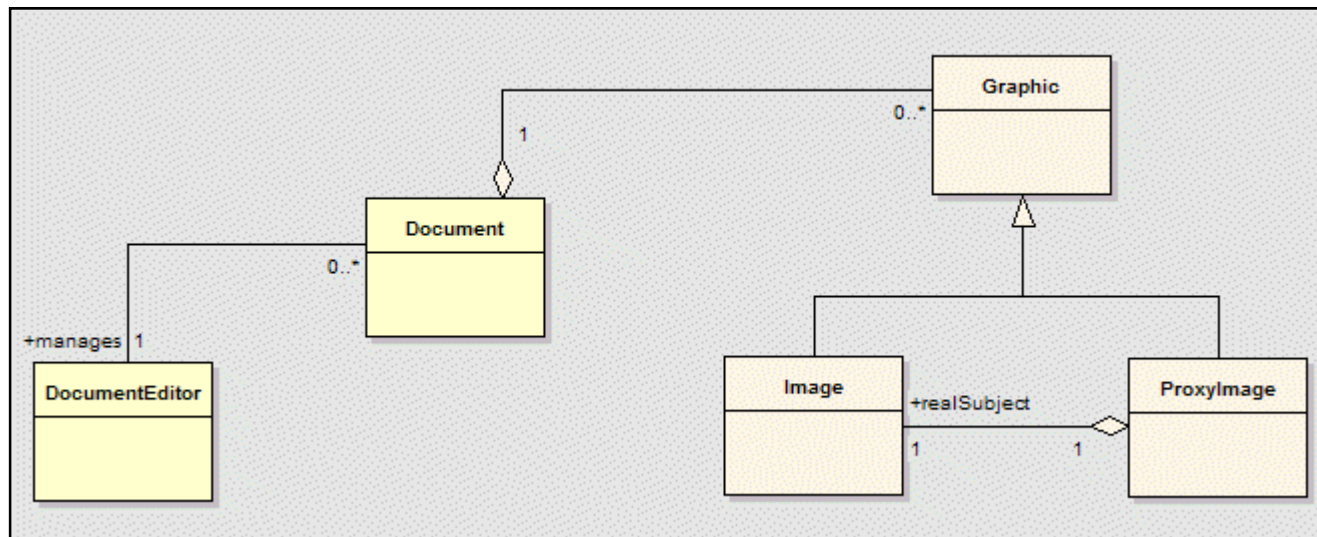 Graphic
0..*
1
Document
0..*
+manages 1
DocumentEditor
Image
ProxyImage
+realSubject
1
1